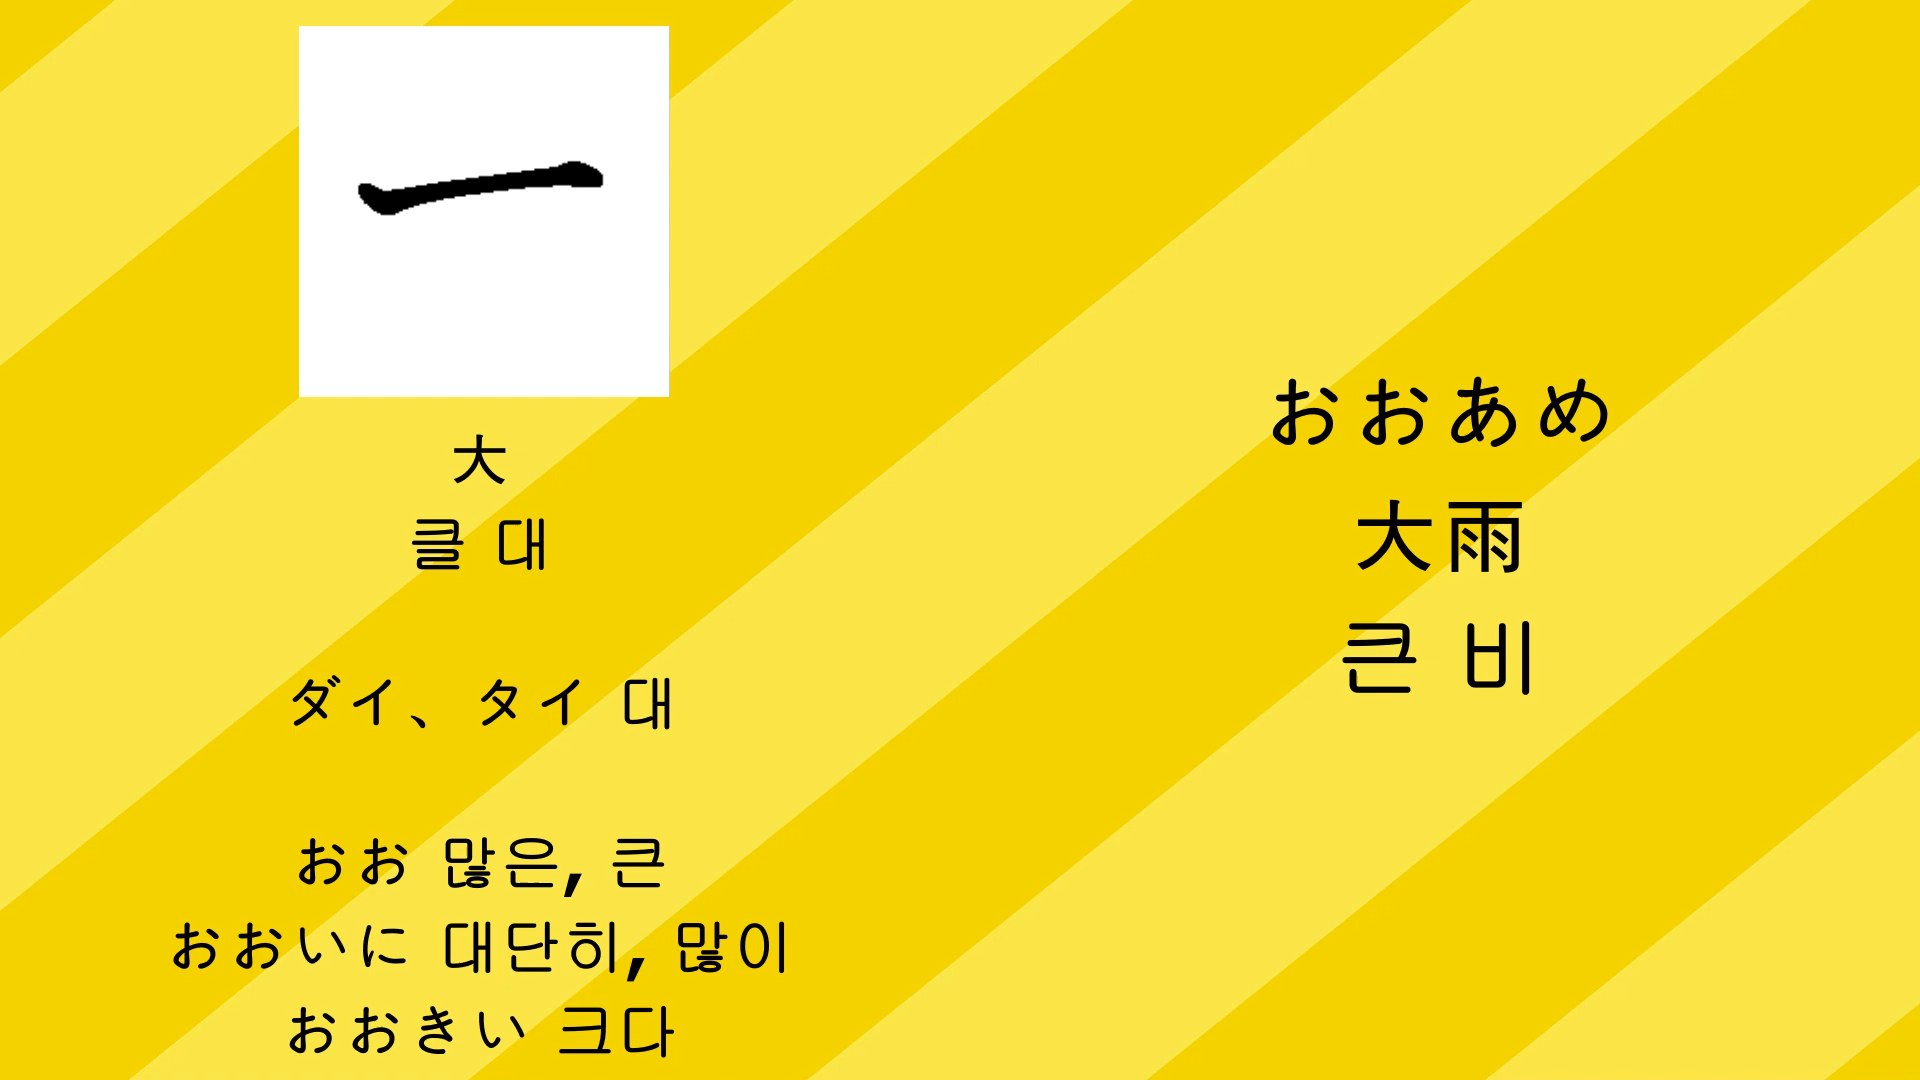 大
클 대
ダイ、タイ 대
おお 많은, 큰
おおいに 대단히, 많이
おおきい 크다
おおあめ
大雨
큰 비